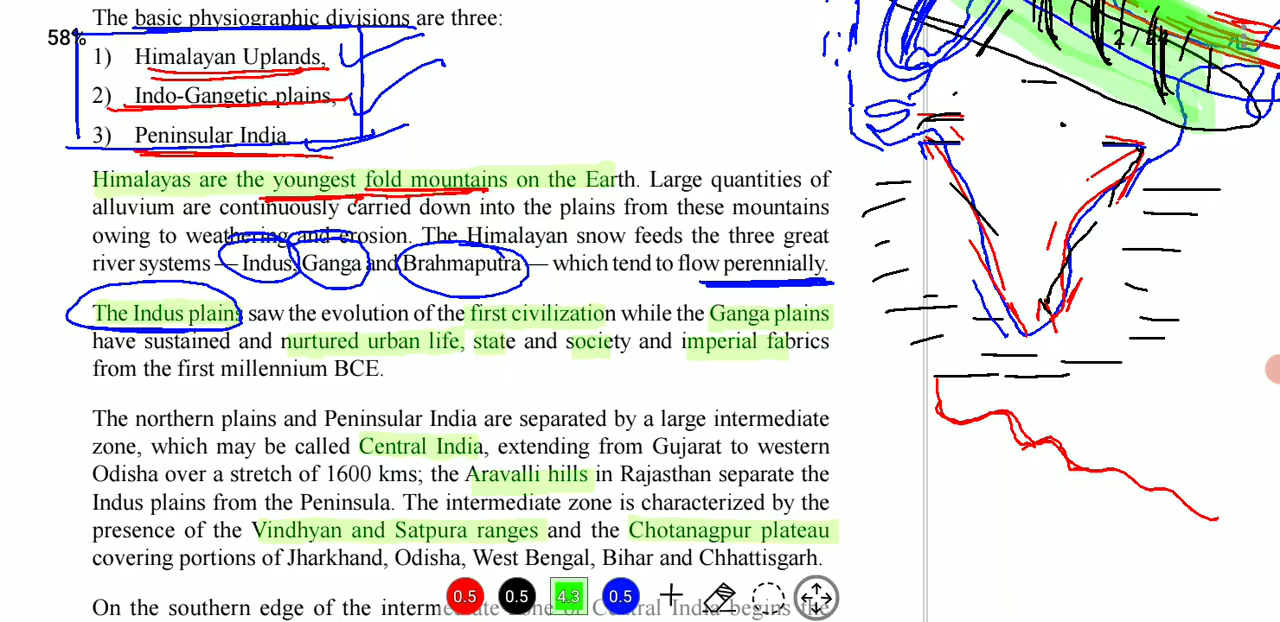 The basic physiographic divisions are three:
58%
2 / 24
1) Himalayan Uplands,
2) Indo-Gangetic plains,
3) Peninsular India
Himalayas are the youngest fold mountains on the Earth. Large quantities of
alluvium are continuously carried down into the plains from these mountains
owing to weathering and erosion. The Himalayan snow feeds the three great
river systems — Indus, Ganga and Brahmaputra — which tend to flow perennially.
The Indus plains saw the evolution of the first civilization while the Ganga plains
have sustained and nurtured urban life, state and society and imperial fabrics
from the first millennium BCE.
The northern plains and Peninsular India are separated by a large intermediate
zone, which may be called Central India, extending from Gujarat to western
Odisha over a stretch of 1600 kms; the Aravalli hills in Rajasthan separate the
Indus plains from the Peninsula. The intermediate zone is characterized by the
presence of the Vindhyan and Satpura ranges and the Chotanagpur plateau
covering portions of Jharkhand, Odisha, West Bengal, Bihar and Chhattisgarh.
On the southern edge of the intermediate zone or Central India begins the
0.5 0.5 4.3 0.5